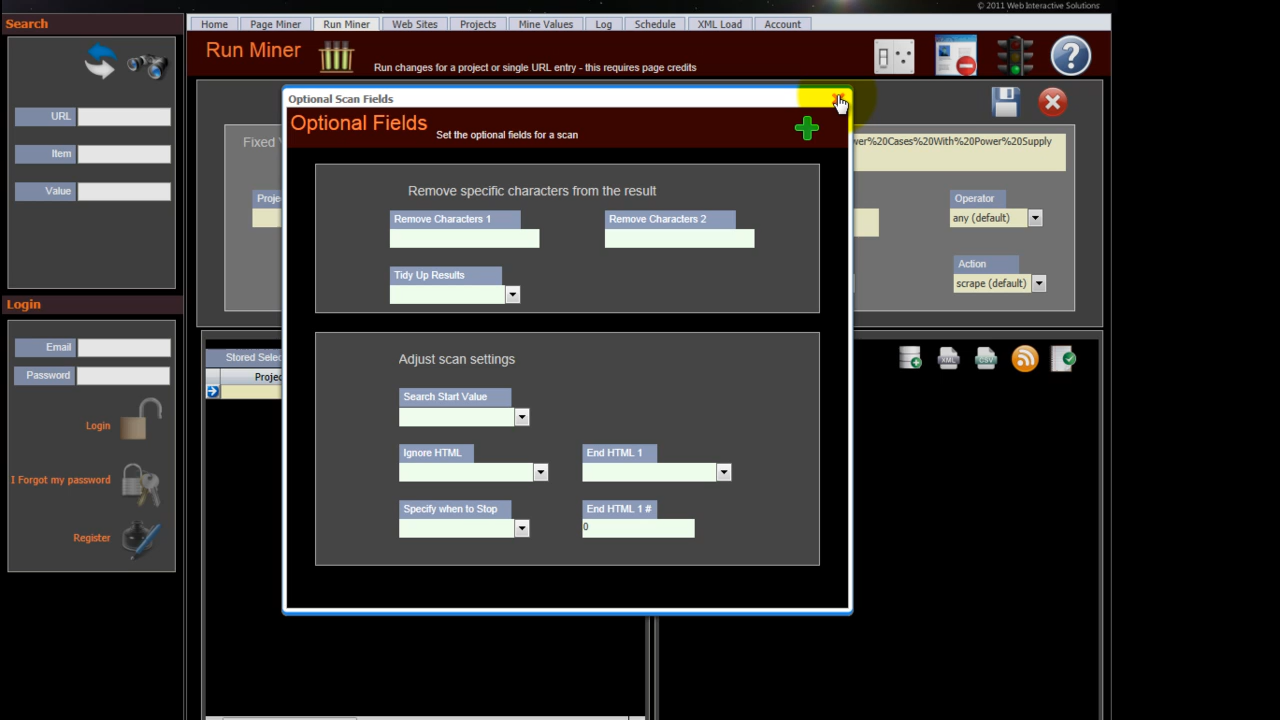 © 2011 Web Interactive Solutions
Search
Home
Page Miner
Run Miner
Web Sites
Projects
Mine Values
Log
Schedule
XML Load
Account
Run Miner
Run changes for a project or single URL entry - this requires page credits
URL
Item
Value
Login
Email
Password
Login
I Forgot my password
Register
Optional Scan Fields
Optional Fields
Set the optional fields for a scan
Remove specific characters from the result
Remove Characters 1
Remove Characters 2
Tidy Up Results
Adjust scan settings
Search Start Value
Ignore HTML
End HTML 1
Specify when to Stop
End HTML 1 #
0
Fixed
wer%20Cases%20With%20Power%20Supply
Operator
any (default)
Action
scrape (default)
Stored Selec
Projec
XML
CSV